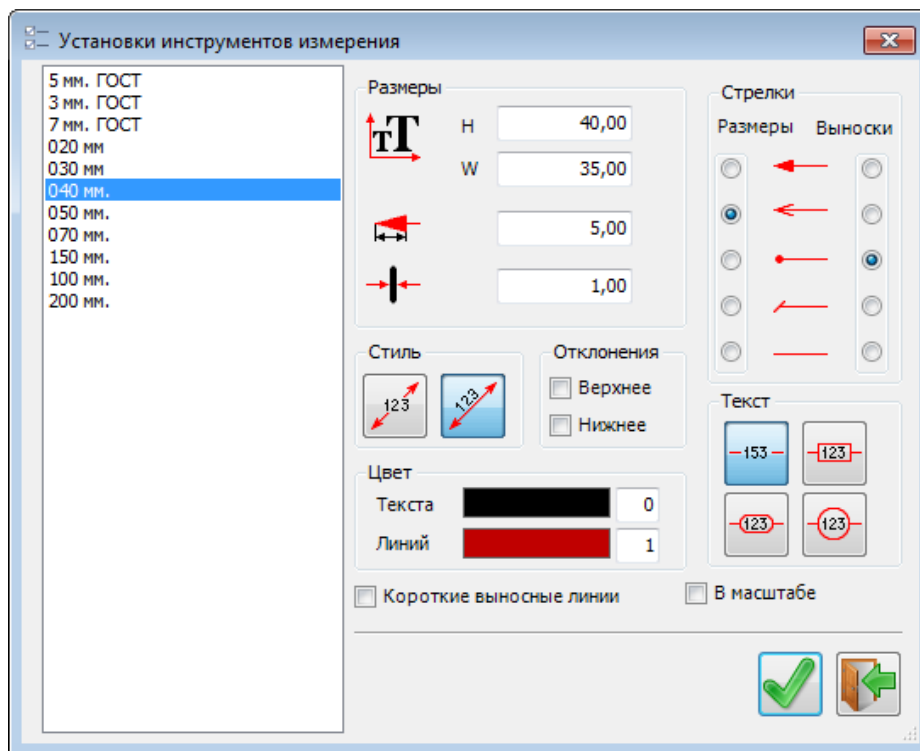 Установки инструментов измерения
5 мм. ГОСТ
3 мм. ГОСТ
7 мм. ГОСТ
020 мм
030 мм
040 мм.
050 мм.
070 мм.
150 мм.
100 мм.
200 мм.
Размеры
TT
H 40,00
W 35,00
5,00
1,00
Стиль
123 123
Отклонения
Верхнее
Нижнее
Цвет
Текста 0
Линий 1
Короткие выносные линии
Стрелки
Размеры Выноски
Текст
153 123
123 123
В масштабе